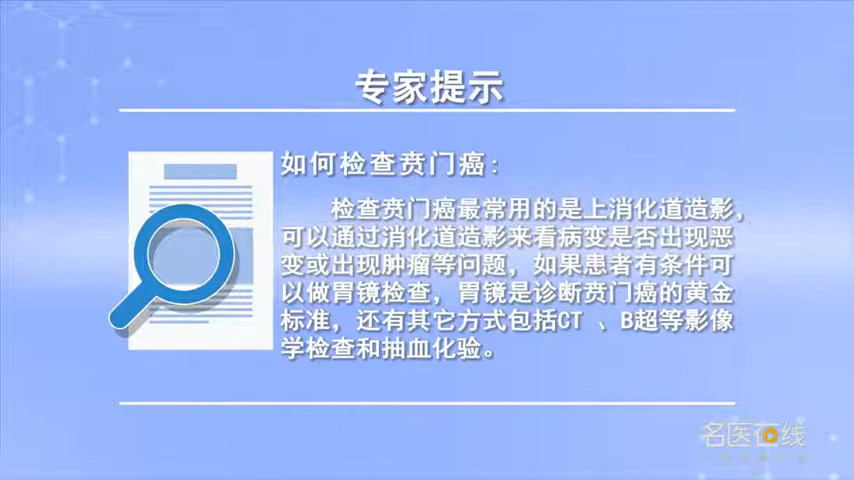 专家提示
如何检查贲门癌：
检查贲门癌最常用的是上消化道造影，
可以通过消化道造影来看病变是否出现恶
变或出现肿瘤等问题，如果患者有条件可
以做胃镜检查，胃镜是诊断贲门癌的黄金
标准，还有其它方式包括CT 、B超等影像
学检查和抽血化验。
名医在线